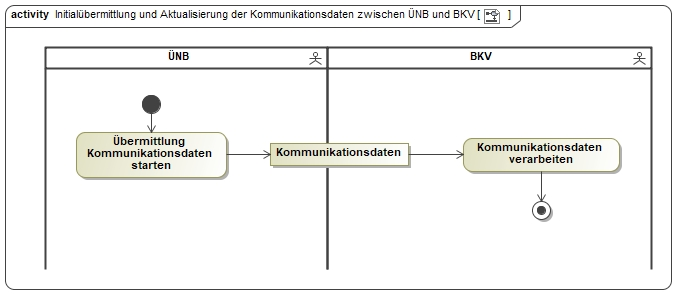 activity Initialübermittlung und Aktualisierung der Kommunikationsdaten zwischen ÜNB und BKV [ ]
ÜNB
BKV
Übermittlung
Kommunikationsdaten
starten
Kommunikationsdaten
Kommunikationsdaten
verarbeiten